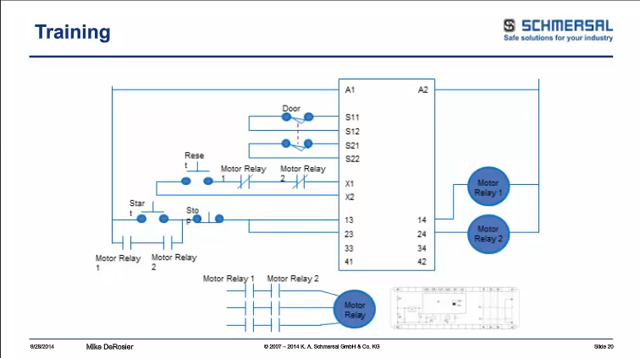 Training
SCHMERSAL
Safe solutions for your industry
A1
A2
Door
S11
S12
S21
S22
Rese
t
Motor Relay
1
Motor Relay
2
X1
X2
Motor
Relay 1
Star
t
Sto
p
13
14
23
24
Motor
Relay 2
33
34
41
42
Motor Relay
1
Motor Relay
2
Motor Relay 1
Motor Relay 2
Motor
Relay
9/28/2014
Mike DeRosier
© 2007 – 2014 K. A. Schmersal GmbH & Co. KG
Slide 20